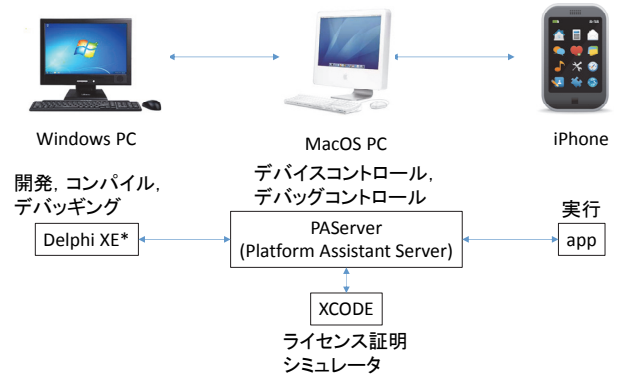 Windows PC
MacOS PC
iPhone
開発, コンパイル,
デバッギング
デバイスコントロール,
デバッグコントロール
実行
Delphi XE*
PAServer
(Platform Assistant Server)
app
XCODE
ライセンス証明
シミュレータ